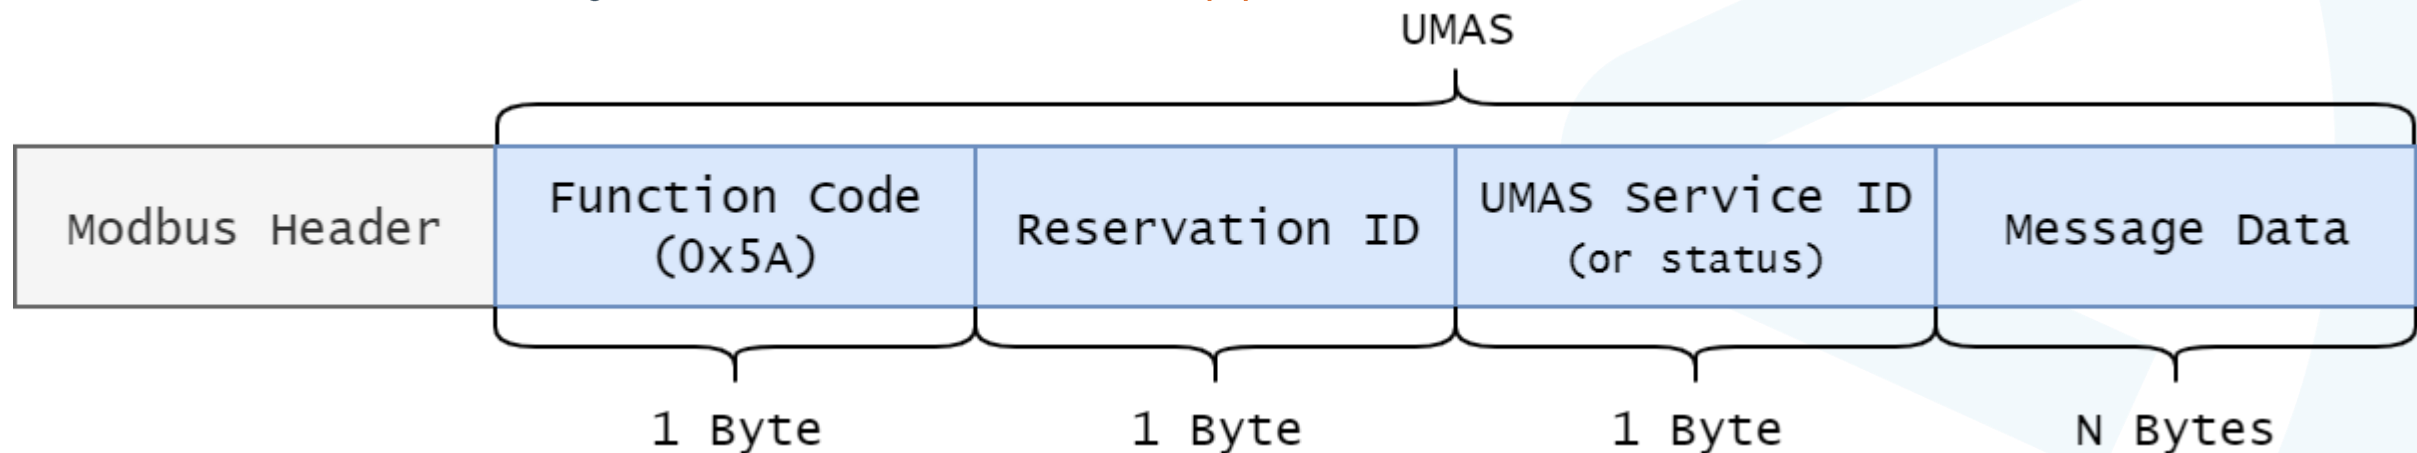 UMAS
Modbus Header
Function Code
(0x5A)
Reservation ID
UMAS Service ID
(or status)
Message Data
1 Byte
1 Byte
1 Byte
N Bytes